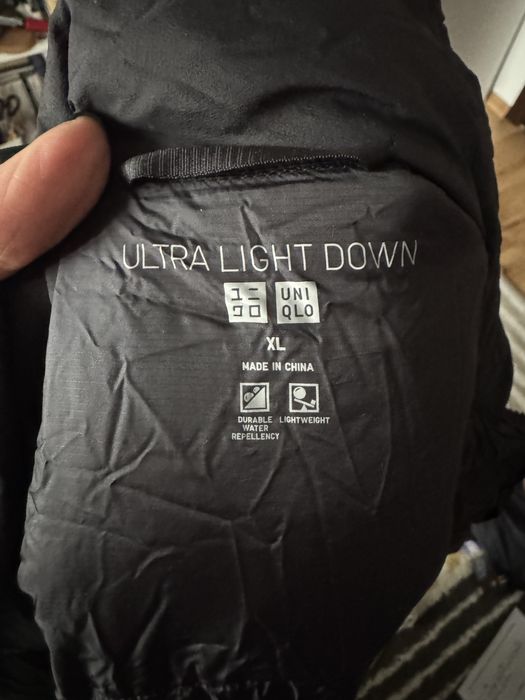 ULTRA LIGHT DOWN
ユニ UNI
クロ QLO
XL
MADE IN CHINA
DURABLE WATER REPELLENCY
LIGHTWEIGHT